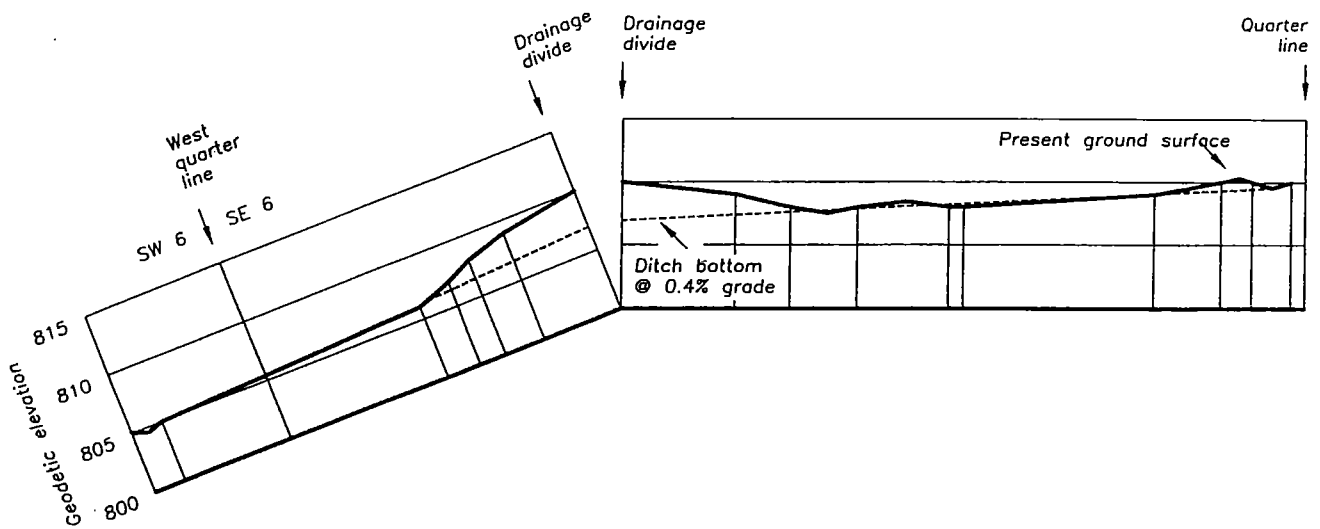 Drainage
divide
Drainage
divide
Quarter
line
West
quarter
line
SW 6
SE 6
Present ground surface
Ditch bottom
@ 0.4% grade
815
810
805
800
Geodetic elevation